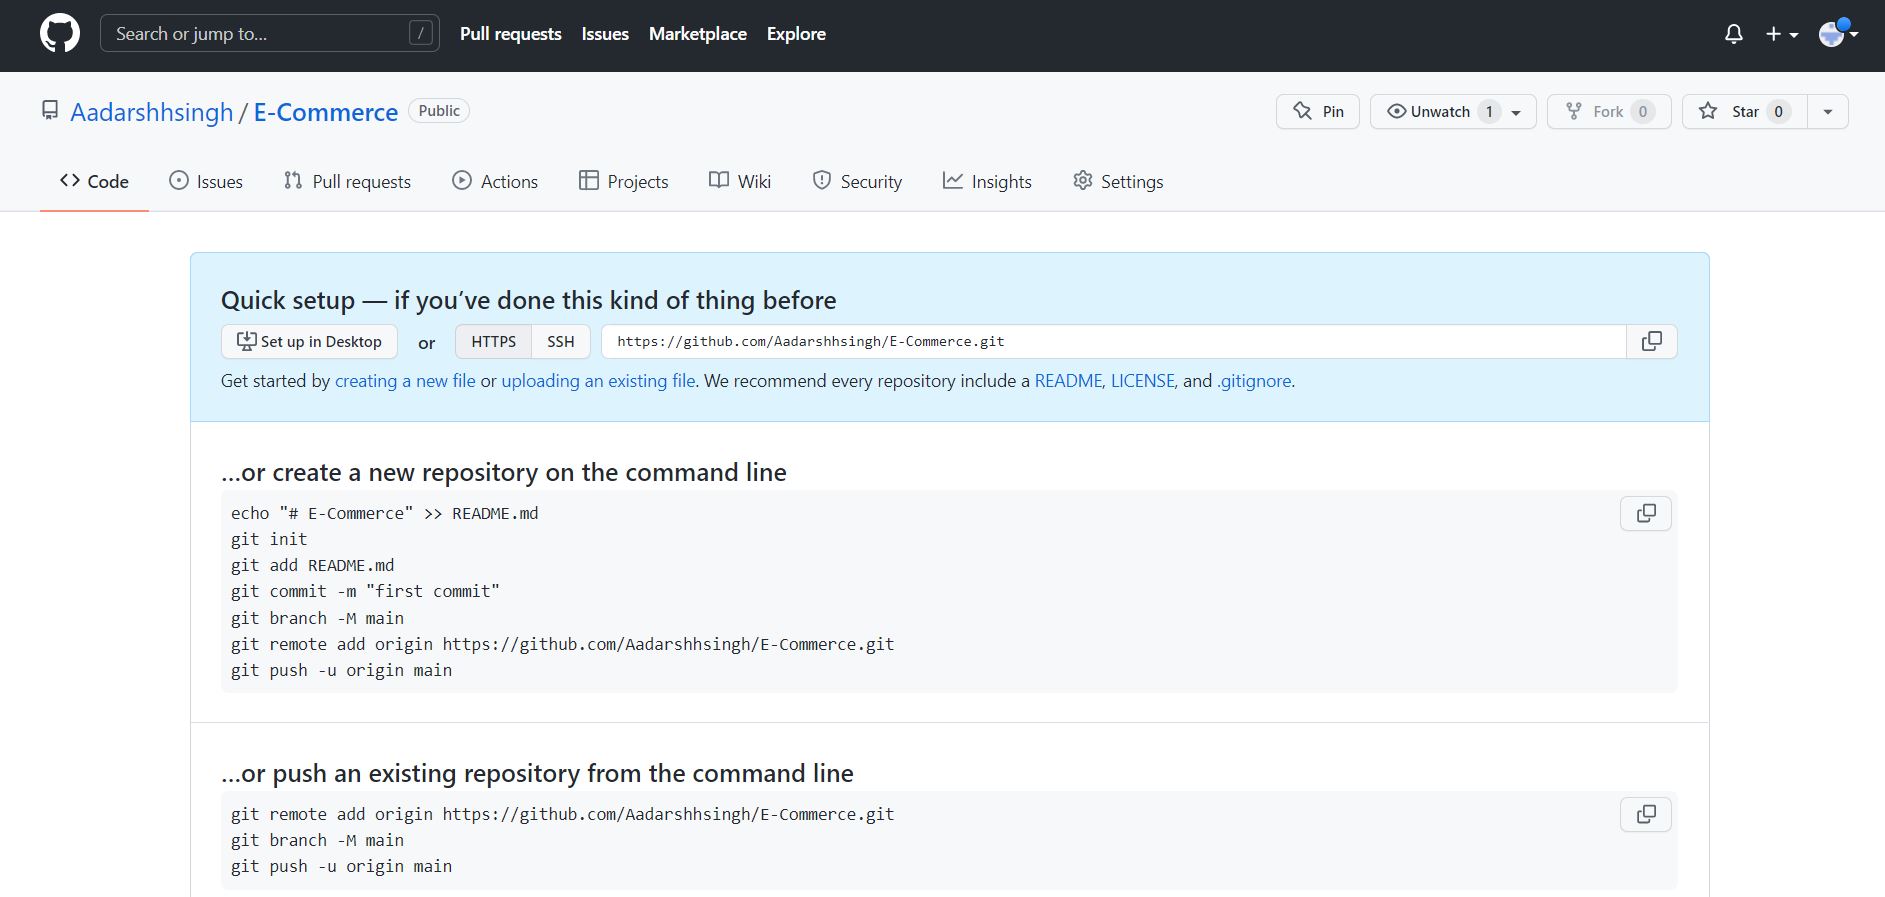 Search or jump to... /
Pull requests
Issues
Marketplace
Explore
Aadarshhsingh / E-Commerce Public
Pin
Unwatch 1
Fork 0
Star 0
Code
Issues
Pull requests
Actions
Projects
Wiki
Security
Insights
Settings
Quick setup — if you’ve done this kind of thing before
Set up in Desktop or HTTPS SSH https://github.com/Aadarshhsingh/E-Commerce.git
Get started by creating a new file or uploading an existing file. We recommend every repository include a README, LICENSE, and .gitignore.
…or create a new repository on the command line
echo "# E-Commerce" >> README.md
git init
git add README.md
git commit -m "first commit"
git branch -M main
git remote add origin https://github.com/Aadarshhsingh/E-Commerce.git
git push -u origin main
…or push an existing repository from the command line
git remote add origin https://github.com/Aadarshhsingh/E-Commerce.git
git branch -M main
git push -u origin main